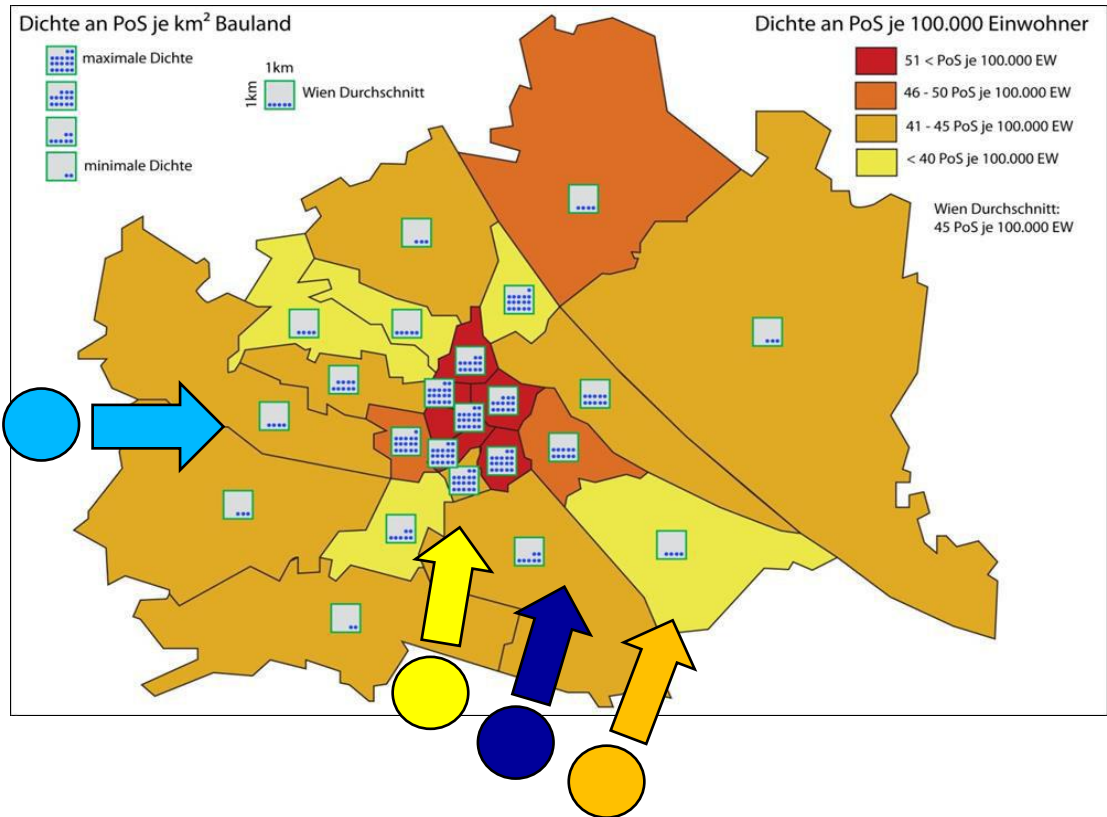 Dichte an PoS je km² Bauland
maximale Dichte
1km
1km
Wien Durchschnitt
minimale Dichte
Dichte an PoS je 100.000 Einwohner
51 < PoS je 100.000 EW
46 - 50 PoS je 100.000 EW
41 - 45 PoS je 100.000 EW
< 40 PoS je 100.000 EW
Wien Durchschnitt:
45 PoS je 100.000 EW